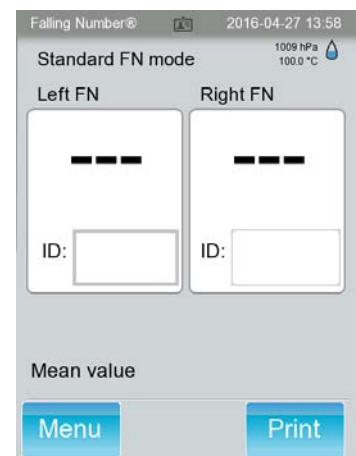 Falling Number® 2016-04-27 13:58
Standard FN mode 1009 hPa
100.0 °C
Left FN Right FN
--- ---
ID: ID:
Mean value
Menu Print